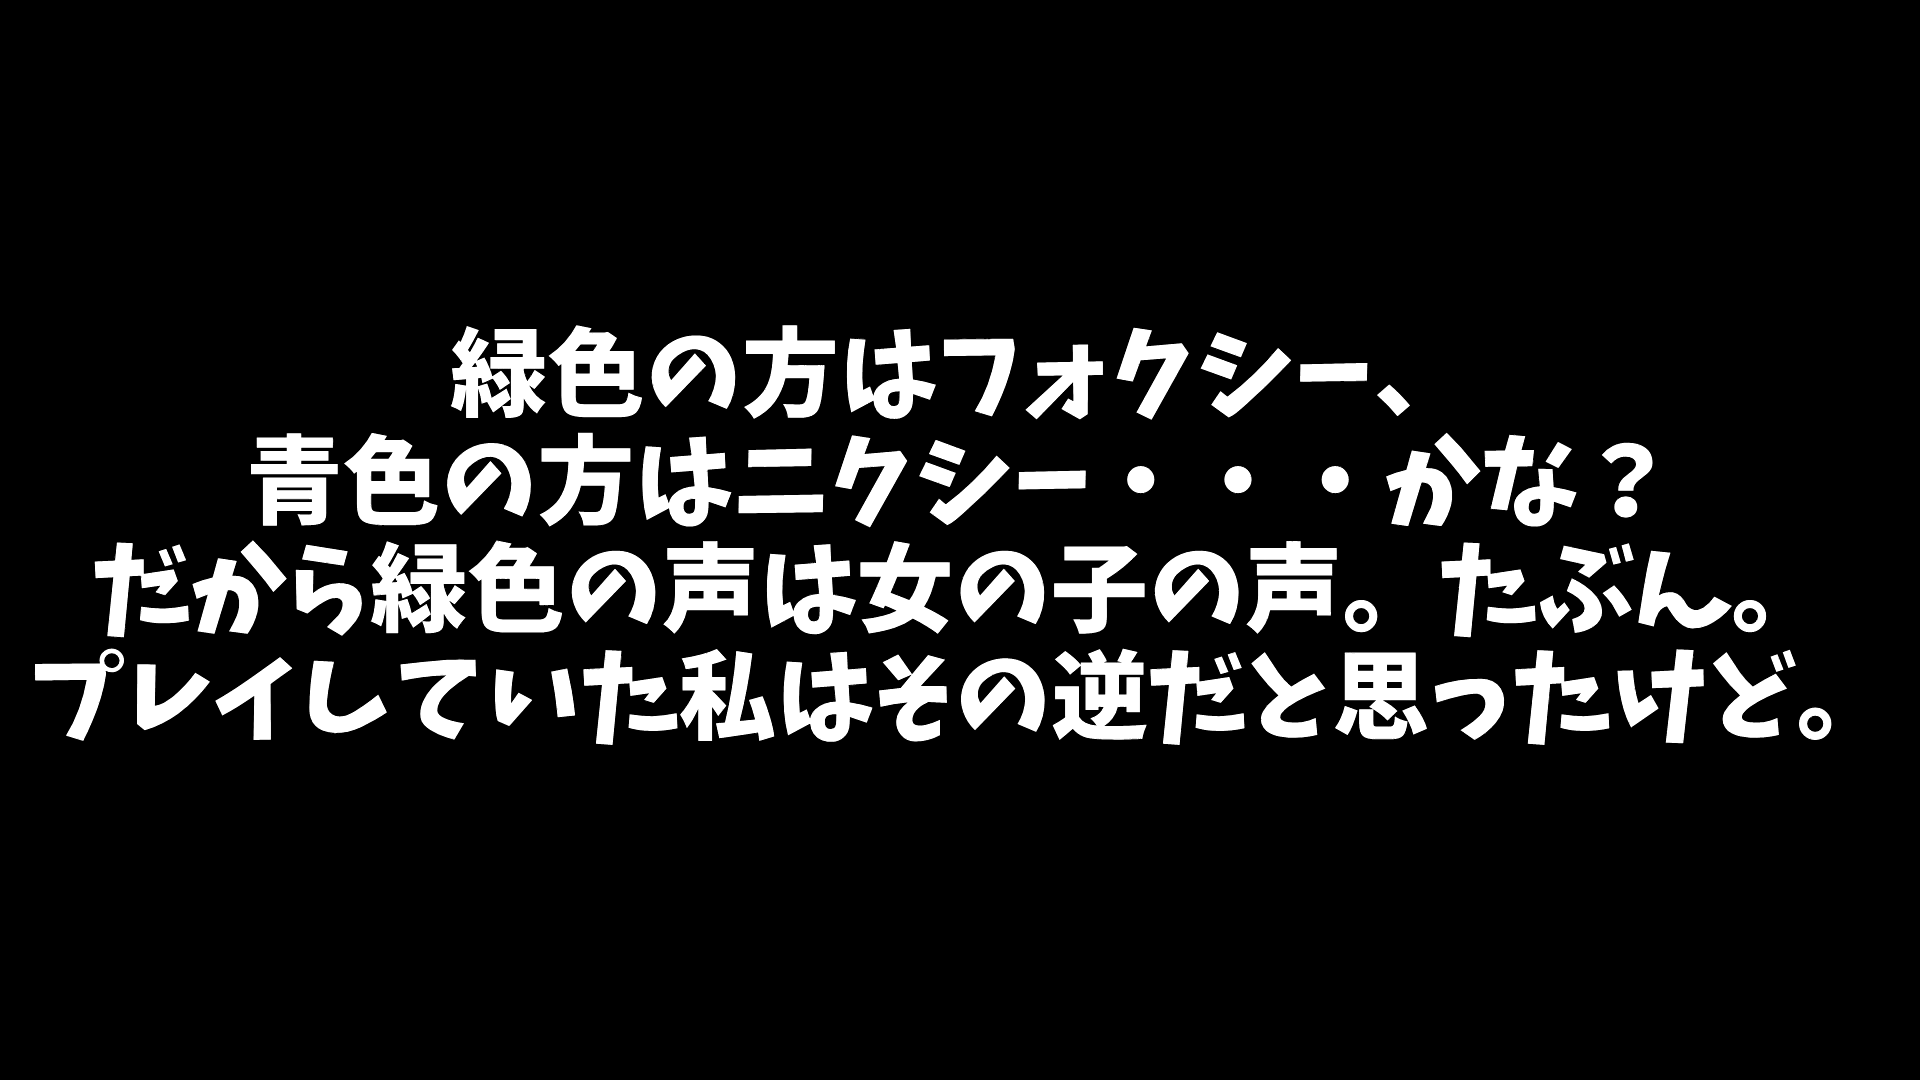 緑色の方はフォクシー、
青色の方はニクシー・・・かな？
だから緑色の声は女の子の声。たぶん。
プレイしていた私はその逆だと思ったけど。